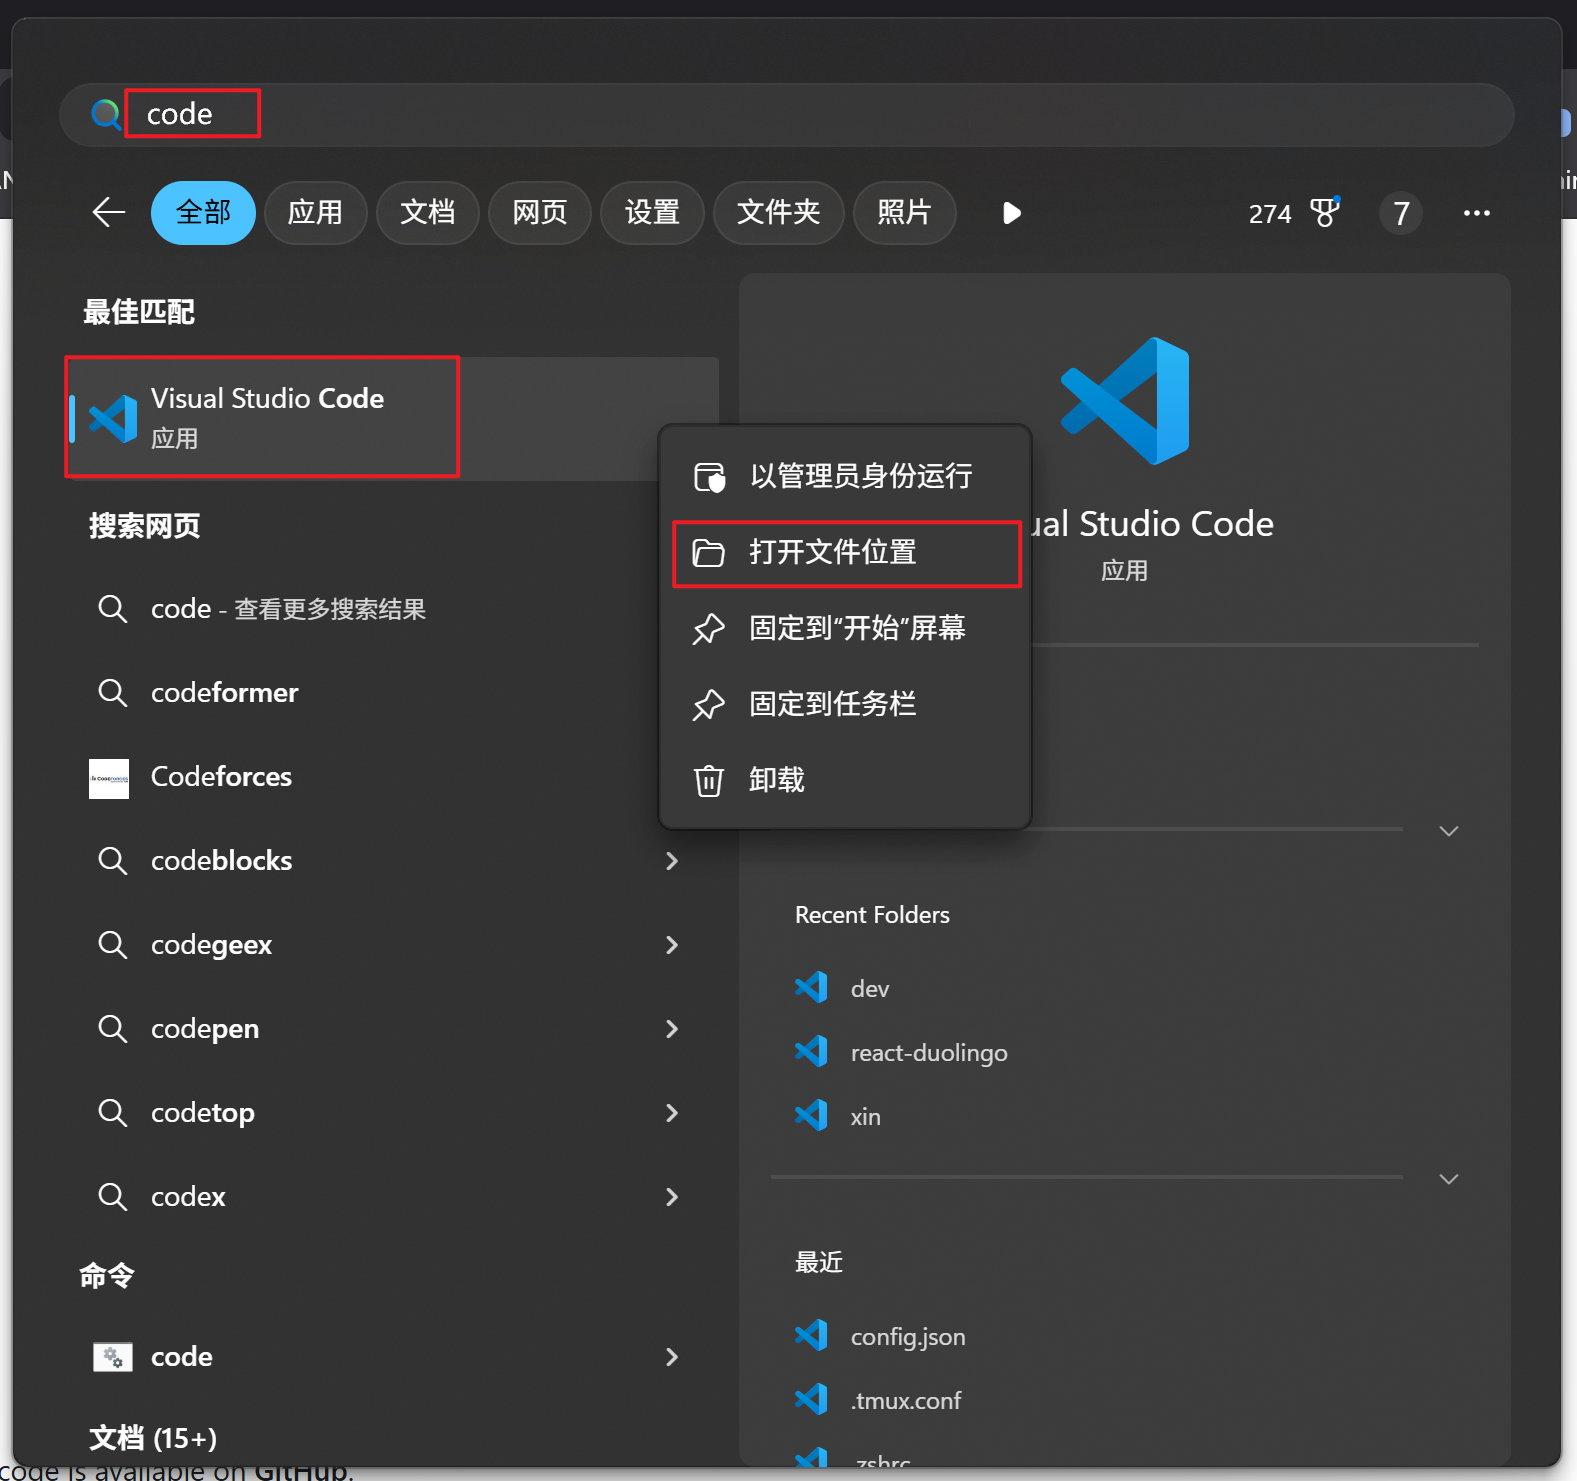 code
全部 应用 文档 网页 设置 文件夹 照片 274 7
最佳匹配
Visual Studio Code
应用
搜索网页
code - 查看更多搜索结果
codeformer
Codeforces
codeblocks
codegeex
codepen
codetop
codex
命令
code
文档 (15+)
以管理员身份运行
打开文件位置
固定到“开始”屏幕
固定到任务栏
卸载
ual Studio Code
应用
Recent Folders
dev
react-duolingo
xin
最近
config.json
.tmux.conf
.zshrc
code is available on GitHub.